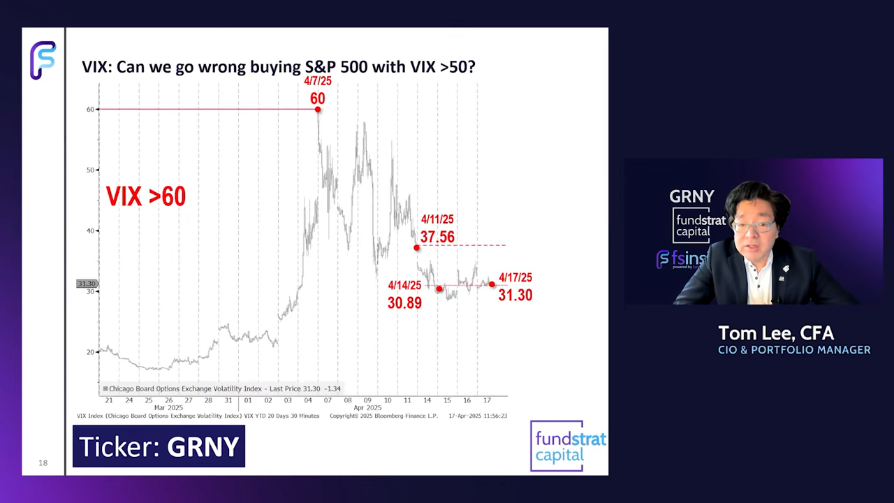 VIX: Can we go wrong buying S&P 500 with VIX >50?
4/7/25
60
60
50
VIX >60
40
4/11/25
37.56
31.30
30
4/14/25
30.89
4/17/25
31.30
20
Chicago Board Options Exchange Volatility Index - Last Price 31.30 -1.34
21 24 25 26 27 28 31 01 02 03 04 07 08 09 10 11 14 15 16 17
Mar 2025 Apr 2025
VIX Index (Chicago Board Options Exchange Volatility Index) VIX YTD 20 Days 30 Minutes Copyright© 2025 Bloomberg Finance L.P. 17-Apr-2025 11:56:23
Ticker: GRNY
fundstrat
capital
18
GRNY
fundstrat
capital
fsins
powered by
Tom Lee, CFA
CIO & PORTFOLIO MANAGER